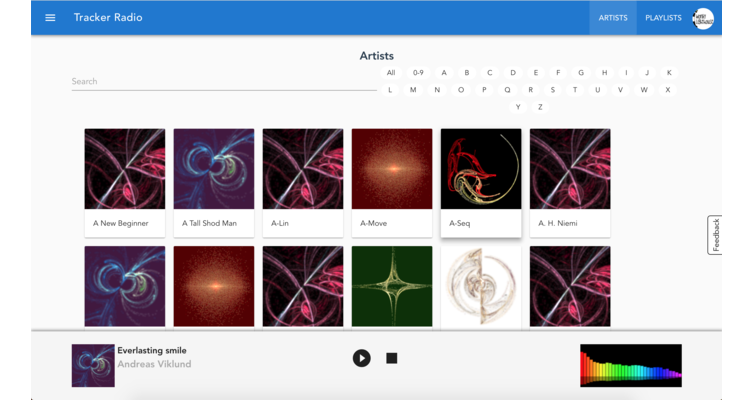 Tracker Radio
ARTISTS
PLAYLISTS
Artists
Search
All 0-9 A B C D E F G H I J K
L M N O P Q R S T U V W X
Y Z
A New Beginner
A Tall Shod Man
A-Lin
A-Move
A-Seq
A. H. Niemi
Feedback
Everlasting smile
Andreas Viklund